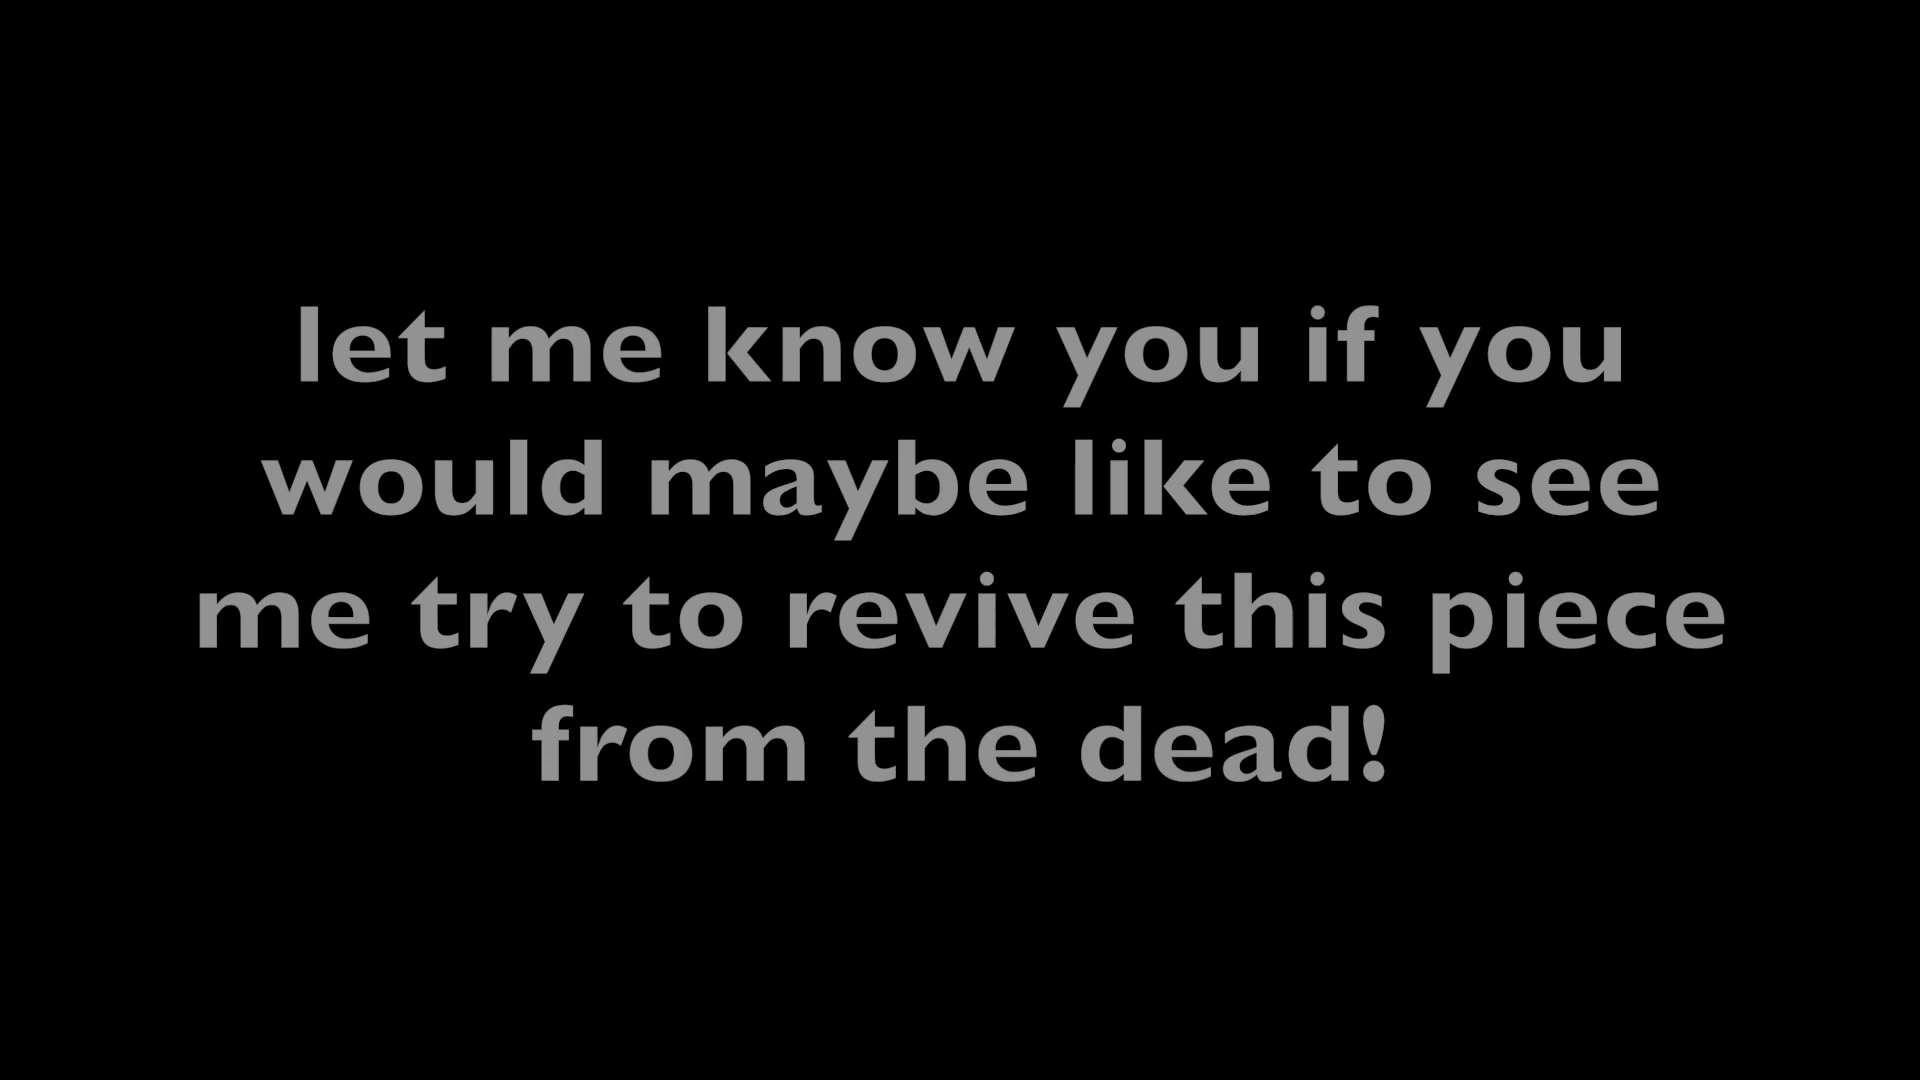 let me know you if you
would maybe like to see
me try to revive this piece
from the dead!